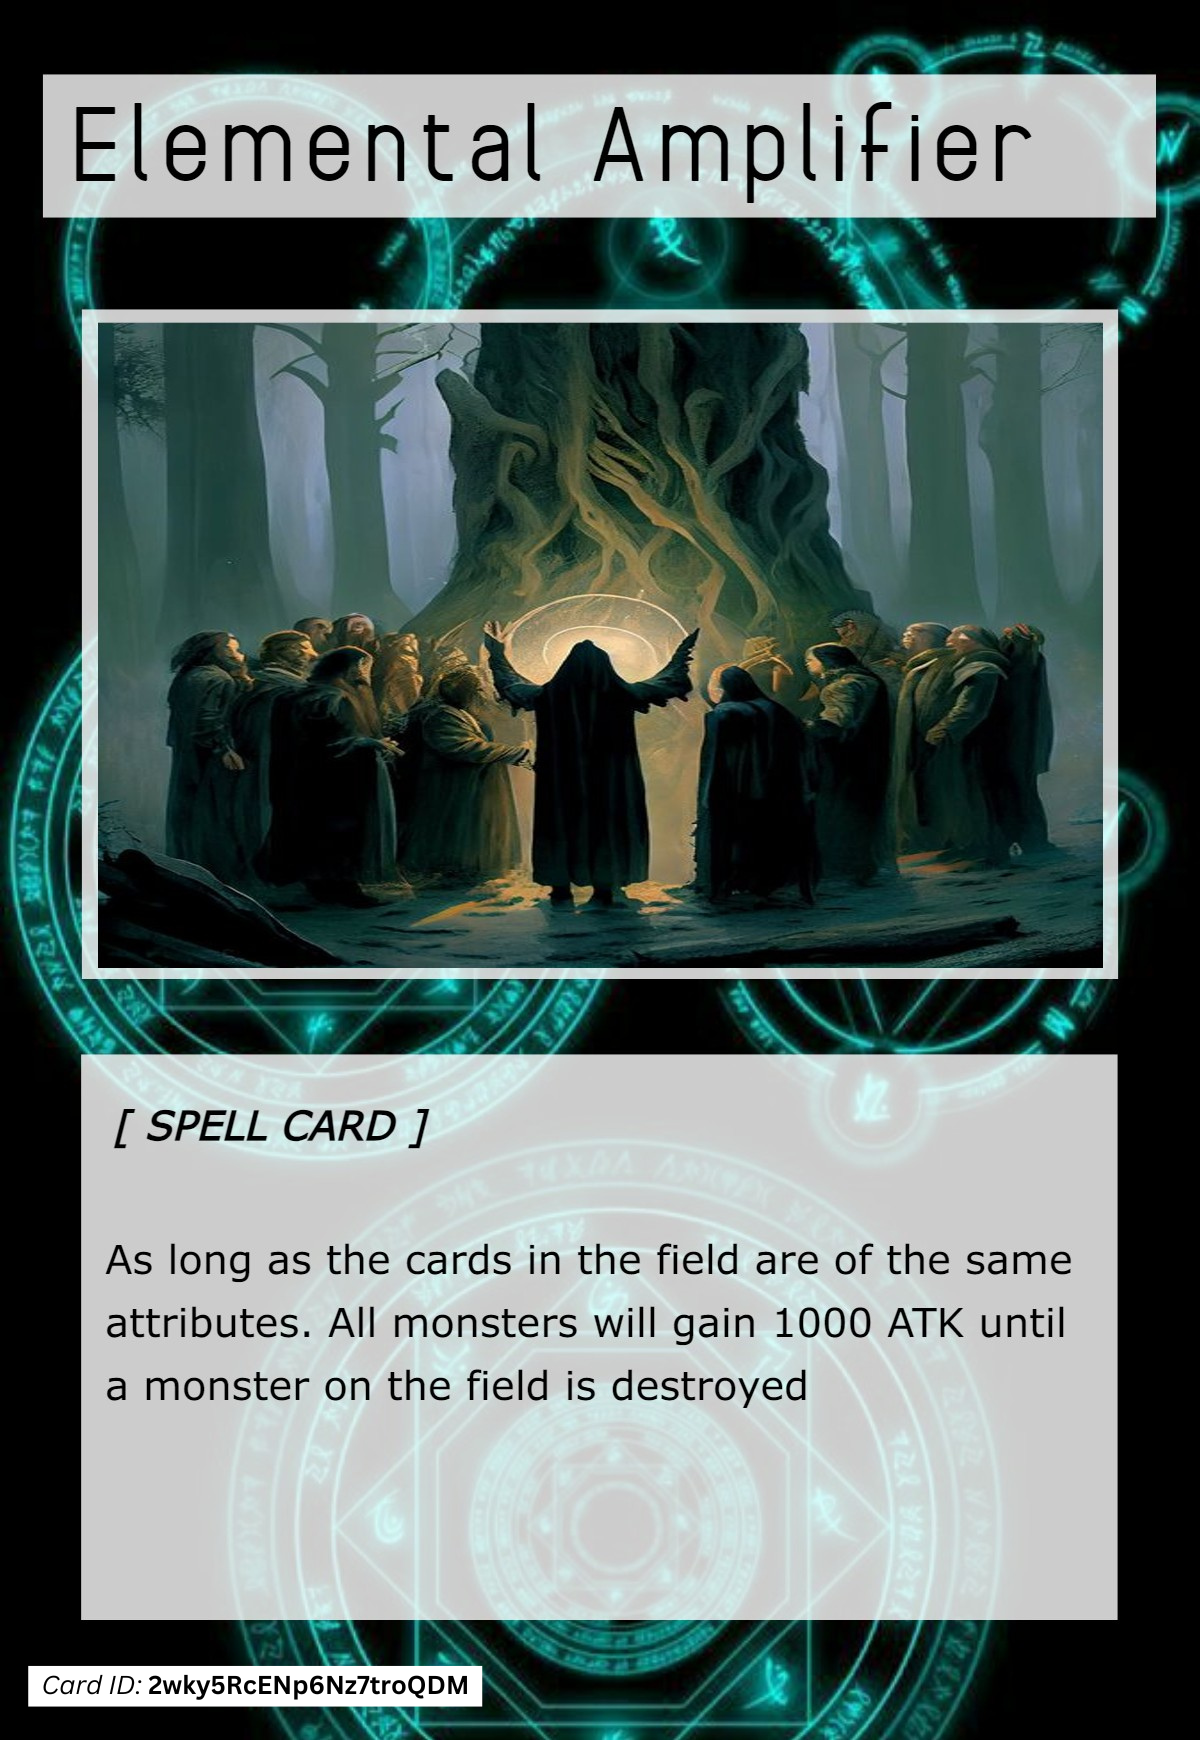 Elemental Amplifier
[ SPELL CARD ]
As long as the cards in the field are of the same
attributes. All monsters will gain 1000 ATK until
a monster on the field is destroyed
Card ID: 2wky5RcENp6Nz7troQDM